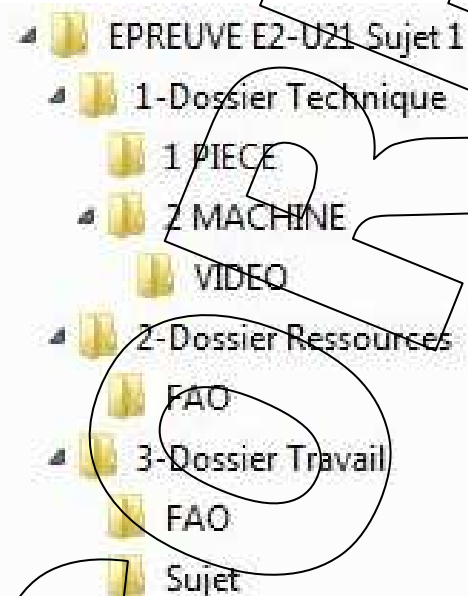 EPREUVE E2-U21 Sujet 1
1-Dossier Technique
1 PIECE
2 MACHINE
VIDEO
2-Dossier Ressources
FAO
3-Dossier Travail
FAO
Sujet